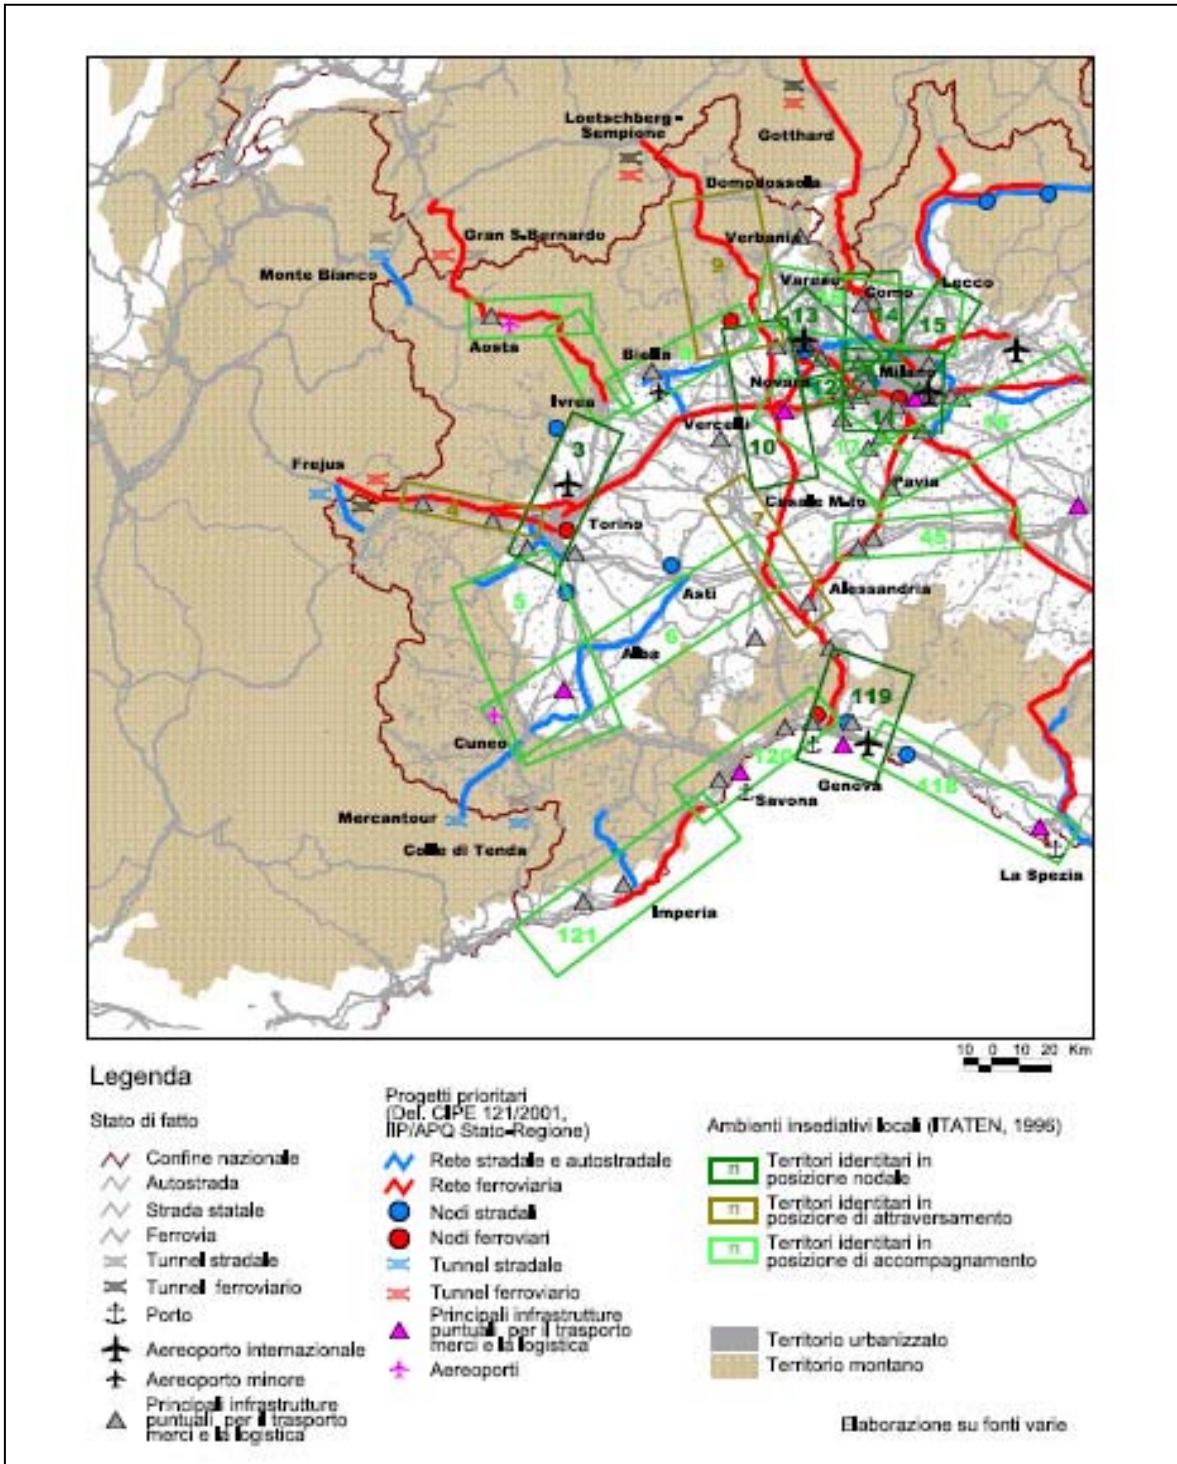 Loetschberg-
Sempione
Gotthard
Domodossola
Gran S.Bernardo
Verbania
Monte Bianco
9
Varese
Como
Lecco
13
14
15
Aosta
Biella
Milano
Novara
12
Ivrea
Vercelli
3
10
17
Frejus
Pavia
Casale M.to
4
Torino
7
45
Asti
Alessandria
5
6
Alba
119
Cuneo
120
Genova
118
Savona
Mercantour
Colle di Tenda
La Spezia
Imperia
121
10 0 10 20 Km
Legenda
Stato di fatto
Confine nazionale
Autostrada
Strada statale
Ferrovia
Tunnel stradale
Tunnel ferroviario
Porto
Aereoporto internazionale
Aereoporto minore
Principali infrastrutture
puntuali per il trasporto
merci e la logistica
Progetti prioritari
(Del. CIPE 121/2001,
IIP/APQ Stato-Regione)
Rete stradale e autostradale
Rete ferroviaria
Nodi stradali
Nodi ferroviari
Tunnel stradale
Tunnel ferroviario
Principali infrastrutture
puntuali per il trasporto
merci e la logistica
Aereoporti
Ambienti insediativi locali (ITATEN, 1996)
n
Territori identitari in
posizione nodale
n
Territori identitari in
posizione di attraversamento
n
Territori identitari in
posizione di accompagnamento
Territorio urbanizzato
Territorio montano
Elaborazione su fonti varie